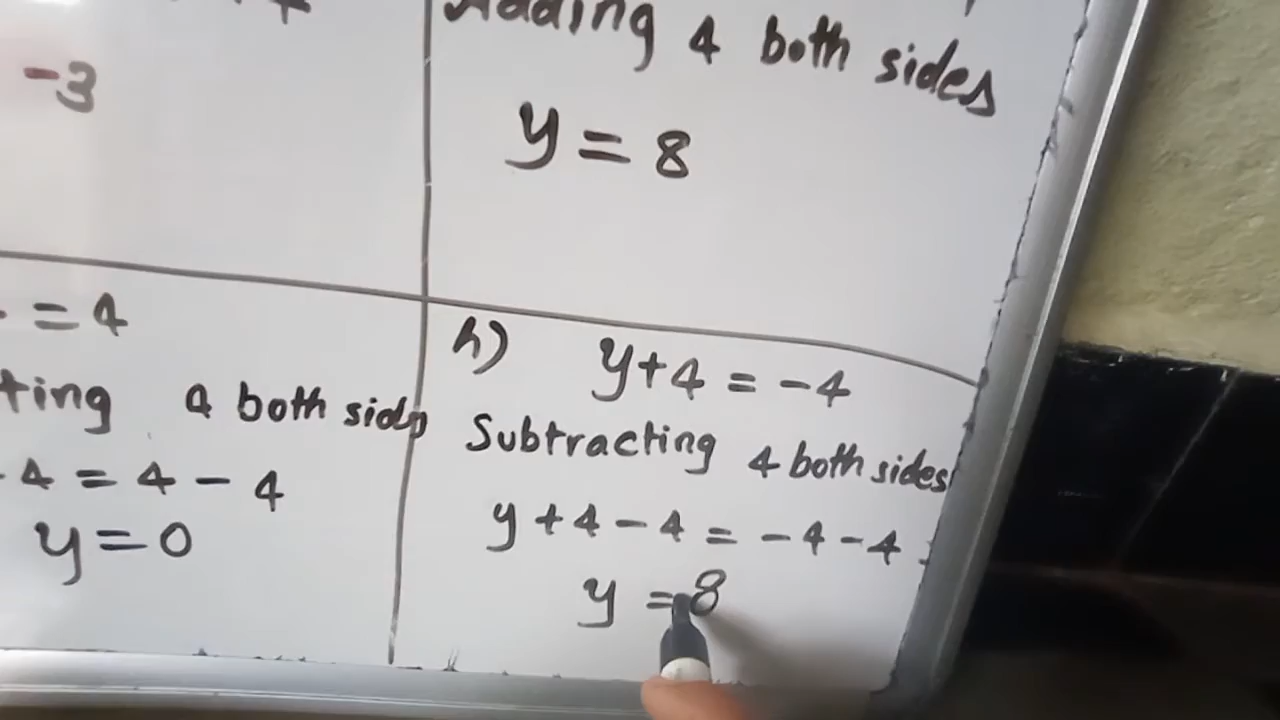 -3
Adding 4 both sides
y = 8
= 4
ting 4 both sides
4 = 4 - 4
y = 0
h) y + 4 = -4
Subtracting 4 both sides
y + 4 - 4 = -4 - 4
y = 8